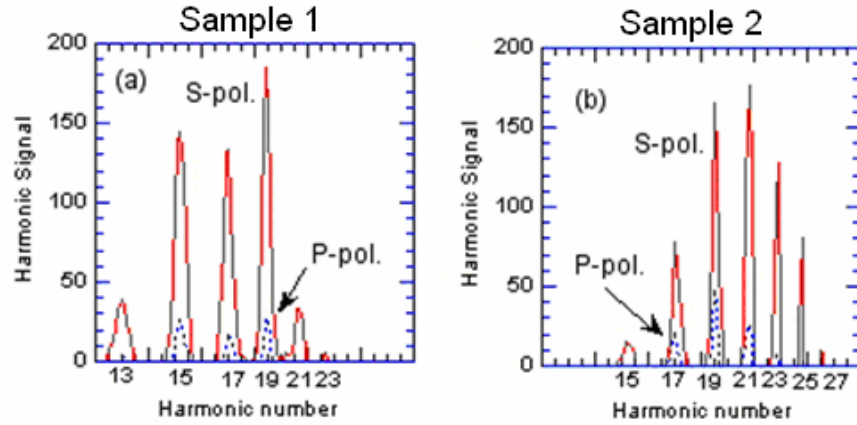 Sample 1
200
150
100
50
0
(a)
S-pol.
P-pol.
13 15 17 19 21 23
Harmonic number
Harmonic Signal
Sample 2
200
150
100
50
0
(b)
S-pol.
P-pol.
15 17 19 21 23 25 27
Harmonic number
Harmonic Signal